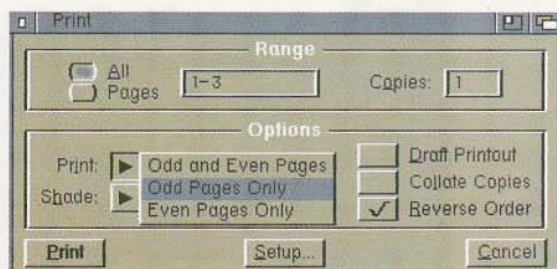 Print
Range
All
Pages
1-3
Copies: 1
Options
Print:
Odd and Even Pages
Odd Pages Only
Even Pages Only
Shade:
Draft Printout
Collate Copies
Reverse Order
Print
Setup...
Cancel